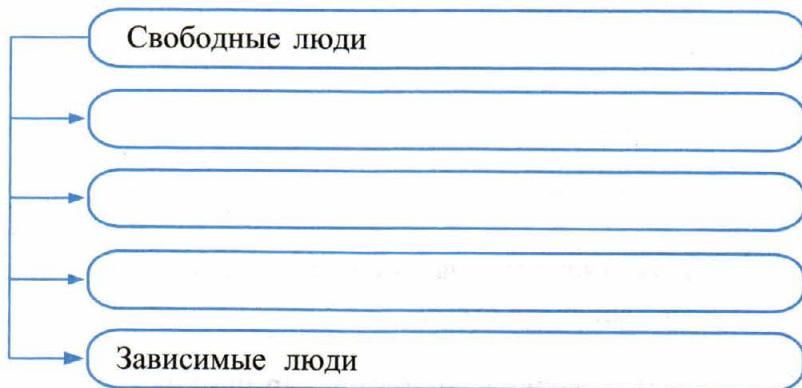 Свободные люди
Зависимые люди